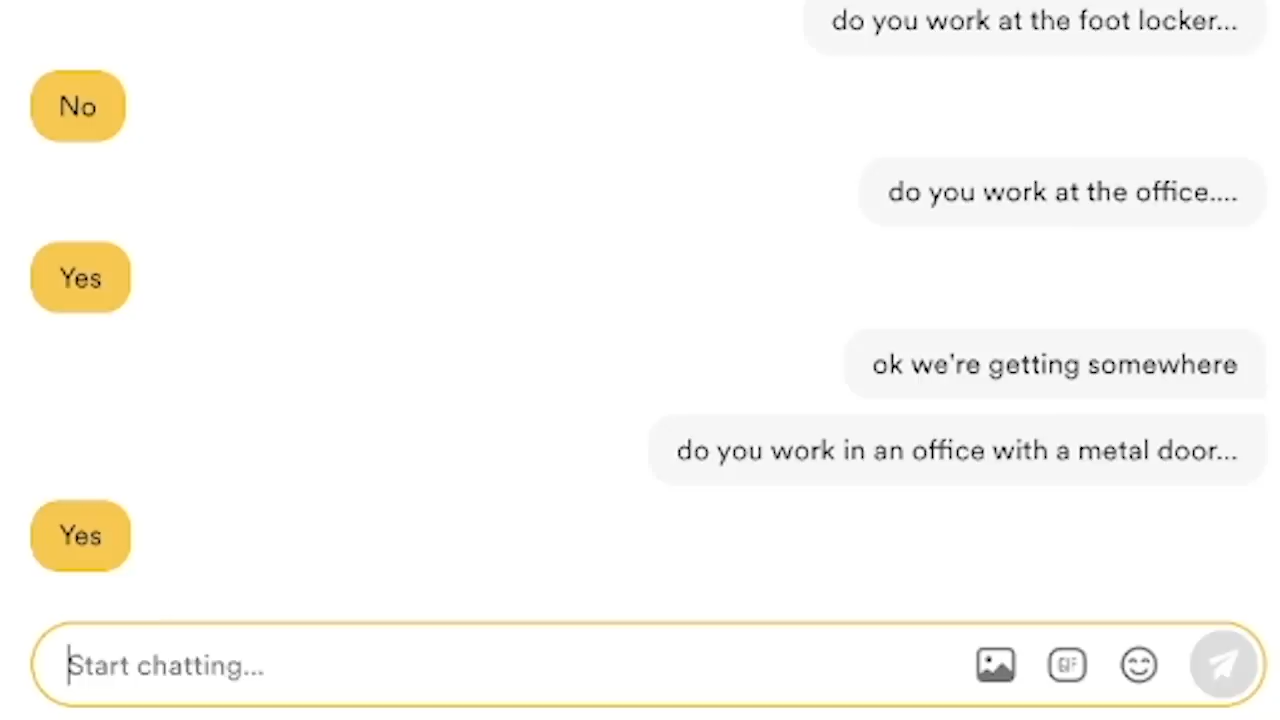 do you work at the foot locker...
No
do you work at the office....
Yes
ok we're getting somewhere
do you work in an office with a metal door...
Yes
Start chatting...
GIF